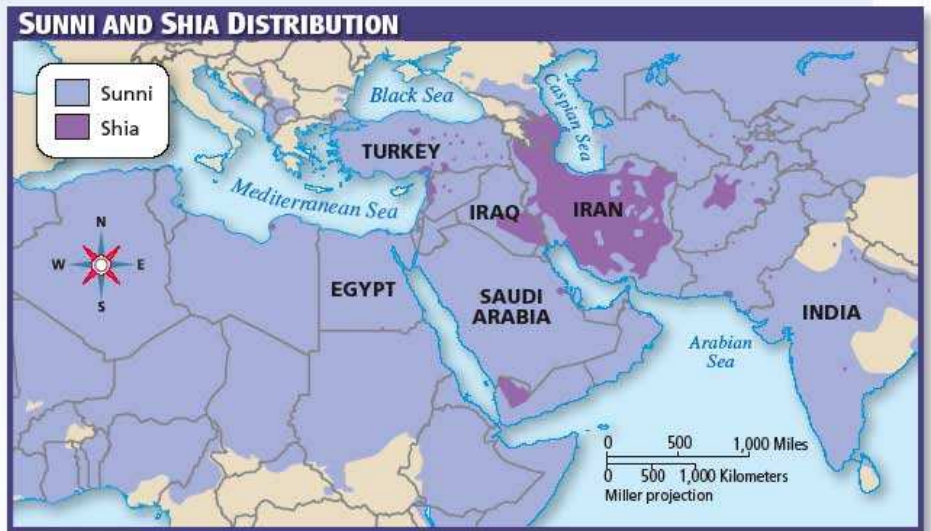 SUNNI AND SHIA DISTRIBUTION
Sunni
Shia
Black Sea
Caspian Sea
TURKEY
Mediterranean Sea
IRAQ
IRAN
N
W
E
S
EGYPT
SAUDI
ARABIA
INDIA
Arabian
Sea
0 500 1,000 Miles
0 500 1,000 Kilometers
Miller projection